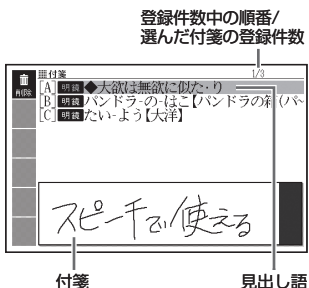 登録件数中の順番/
選んだ付箋の登録件数
付箋
1/3
削除
[A] 明鏡 ◆大欲は無欲に似た・り
[B] 明鏡 パンドラ-の-はこ【パンドラの箱(パ~
[C] 明鏡 たい-よう【大洋】
スピーチで使える
付箋
見出し語